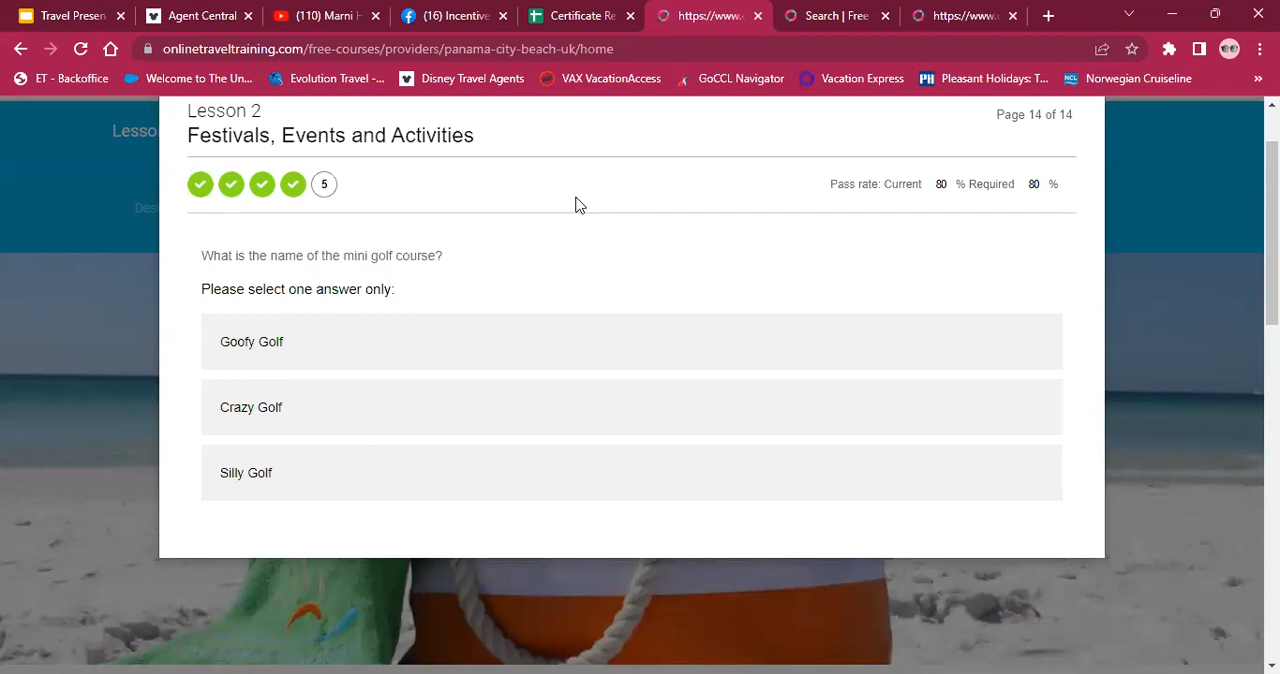 Travel Presen
Agent Central
(110) Marni H
(16) Incentive
Certificate Re
https://www.c
Search | Free
https://www.c
onlinetraveltraining.com/free-courses/providers/panama-city-beach-uk/home
ET - Backoffice
Welcome to The Un...
Evolution Travel -...
Disney Travel Agents
VAX VacationAccess
GoCCL Navigator
Vacation Express
Pleasant Holidays: T...
Norwegian Cruiseline
»
Lesso
Dest
Lesson 2
Page 14 of 14
Festivals, Events and Activities
5
Pass rate: Current 80 % Required 80 %
What is the name of the mini golf course?
Please select one answer only:
Goofy Golf
Crazy Golf
Silly Golf